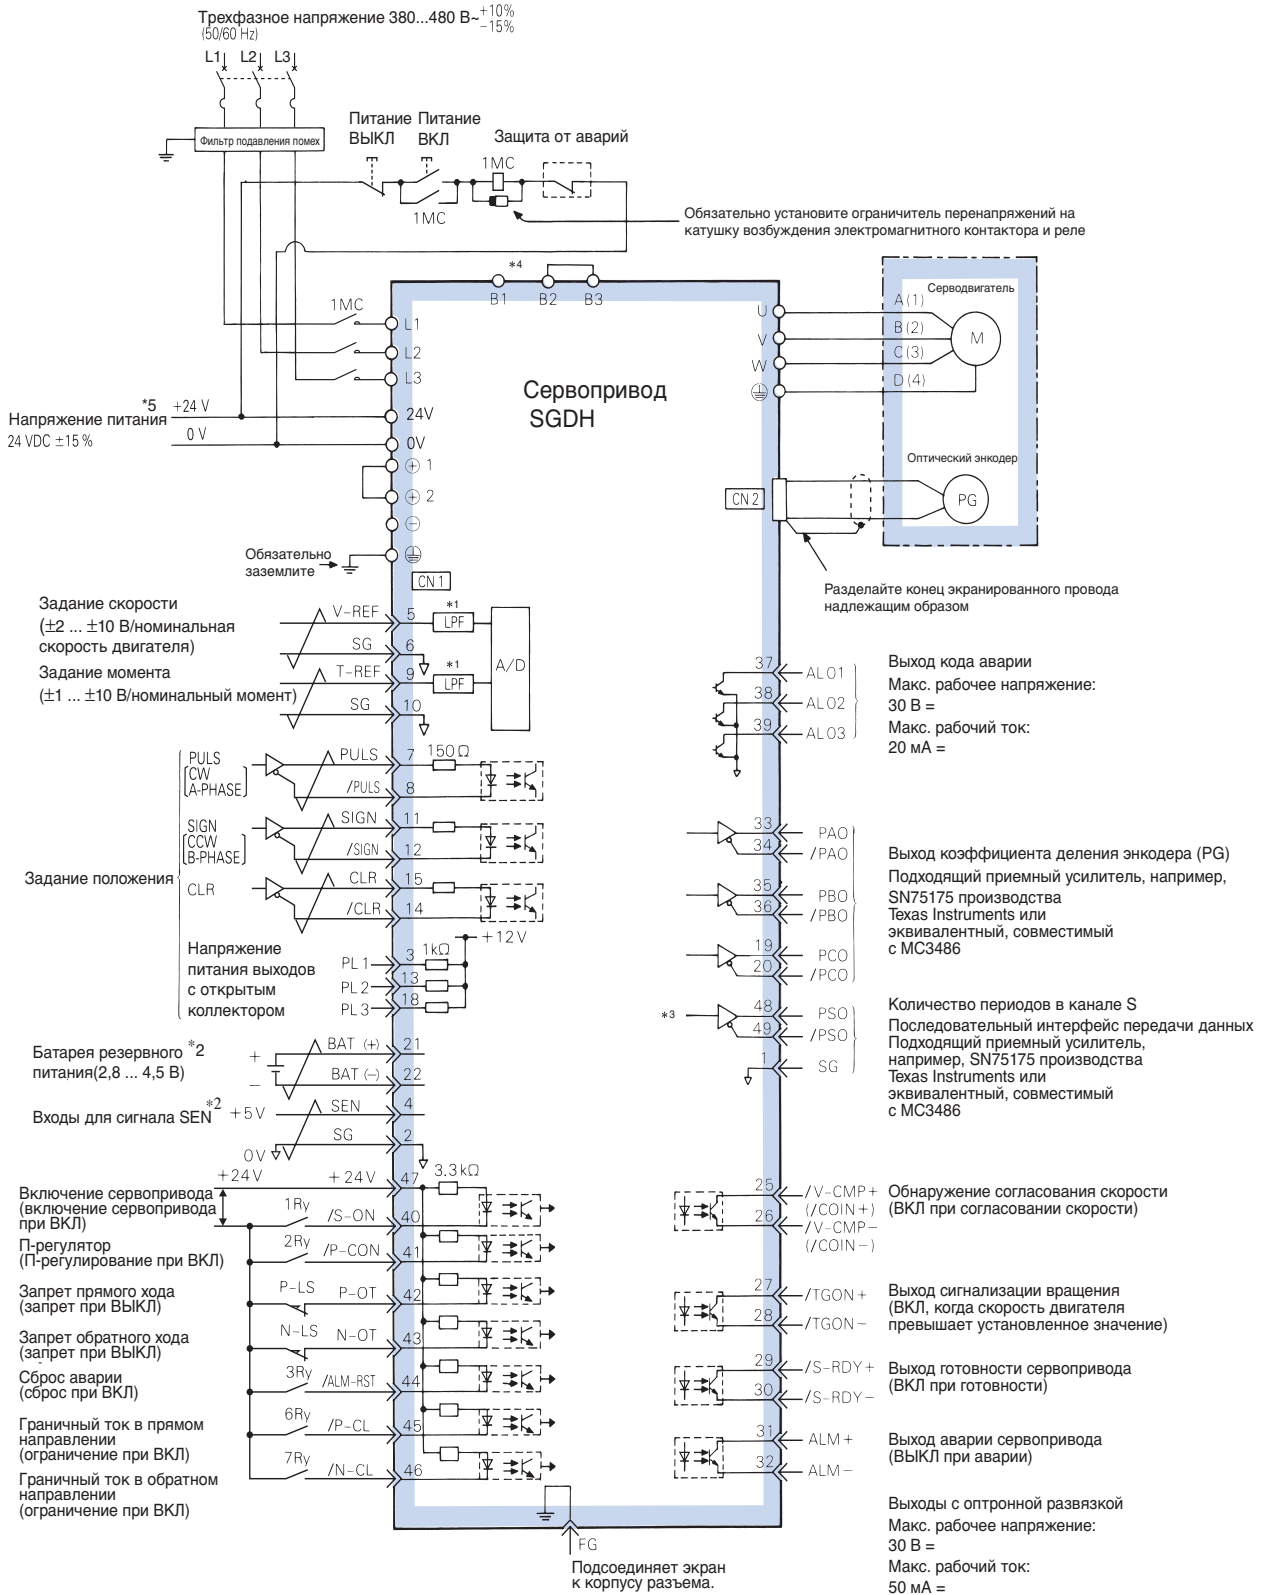 Трехфазное напряжение 380...480 В~ +10%
−15%
(50/60 Hz)
L1 L2 L3
Фильтр подавления помех
Питание ВЫКЛ
Питание ВКЛ
Защита от аварий
1MC
1MC
Обязательно установите ограничитель перенапряжений на
катушку возбуждения электромагнитного контактора и реле
*4
B1 B2 B3
1MC
L1
L2
L3
*5
Напряжение питания
24 VDC ±15 %
+24 V
0 V
24V
0V
⊕ 1
⊕ 2
⊖
Обязательно
заземлите
CN 1
Сервопривод
SGDH
U
V
W
Серводвигатель
A (1)
B (2)
C (3)
D (4)
M
Оптический энкодер
CN 2
PG
Разделайте конец экранированного провода
надлежащим образом
Задание скорости
(±2 ... ±10 В/номинальная
скорость двигателя)
V−REF 5 *1 LPF
SG 6
A/D
Задание момента
(±1 ... ±10 В/номинальный момент)
T−REF 9 *1 LPF
SG 10
Задание положения
PULS
CW
A-PHASE
PULS 7 150 Ω
/PULS 8
SIGN
CCW
B-PHASE
SIGN 11
/SIGN 12
CLR
CLR 15
/CLR 14
Напряжение
питания выходов
с открытым
коллектором
+12V
PL 1 3 1kΩ
PL 2 13
PL 3 18
Батарея резервного *2
питания(2,8 ... 4,5 В)
+
−
BAT (+) 21
BAT (−) 22
Входы для сигнала SEN*2
+5V
SEN 4
SG 2
0V
+24V
+24V 47 3.3kΩ
Включение сервопривода
(включение сервопривода
при ВКЛ)
1Ry /S−ON 40
П-регулятор
(П-регулирование при ВКЛ)
2Ry /P−CON 41
Запрет прямого хода
(запрет при ВЫКЛ)
P−LS P−OT 42
Запрет обратного хода
(запрет при ВЫКЛ)
N−LS N−OT 43
Сброс аварии
(сброс при ВКЛ)
3Ry /ALM-RST 44
Граничный ток в прямом
направлении
(ограничение при ВКЛ)
6Ry /P−CL 45
Граничный ток в обратном
направлении
(ограничение при ВКЛ)
7Ry /N−CL 46
37 ALO1
38 ALO2
39 ALO3
Выход кода аварии
Макс. рабочее напряжение:
30 В =
Макс. рабочий ток:
20 мА =
33 PAO
34 /PAO
35 PBO
36 /PBO
19 PCO
20 /PCO
Выход коэффициента деления энкодера (PG)
Подходящий приемный усилитель, например,
SN75175 производства
Texas Instruments или
эквивалентный, совместимый
с MC3486
*3
48 PSO
49 /PSO
1 SG
Количество периодов в канале S
Последовательный интерфейс передачи данных
Подходящий приемный усилитель,
например, SN75175 производства
Texas Instruments или
эквивалентный, совместимый
с MC3486
25 /V−CMP+
(/COIN+)
26 /V−CMP−
(/COIN−)
Обнаружение согласования скорости
(ВКЛ при согласовании скорости)
27 /TGON+
28 /TGON−
Выход сигнализации вращения
(ВКЛ, когда скорость двигателя
превышает установленное значение)
29 /S−RDY+
30 /S−RDY−
Выход готовности сервопривода
(ВКЛ при готовности)
31 ALM+
32 ALM−
Выход аварии сервопривода
(ВЫКЛ при аварии)
Выходы с оптронной развязкой
Макс. рабочее напряжение:
30 В =
Макс. рабочий ток:
50 мА =
FG
Подсоединяет экран
к корпусу разъема.